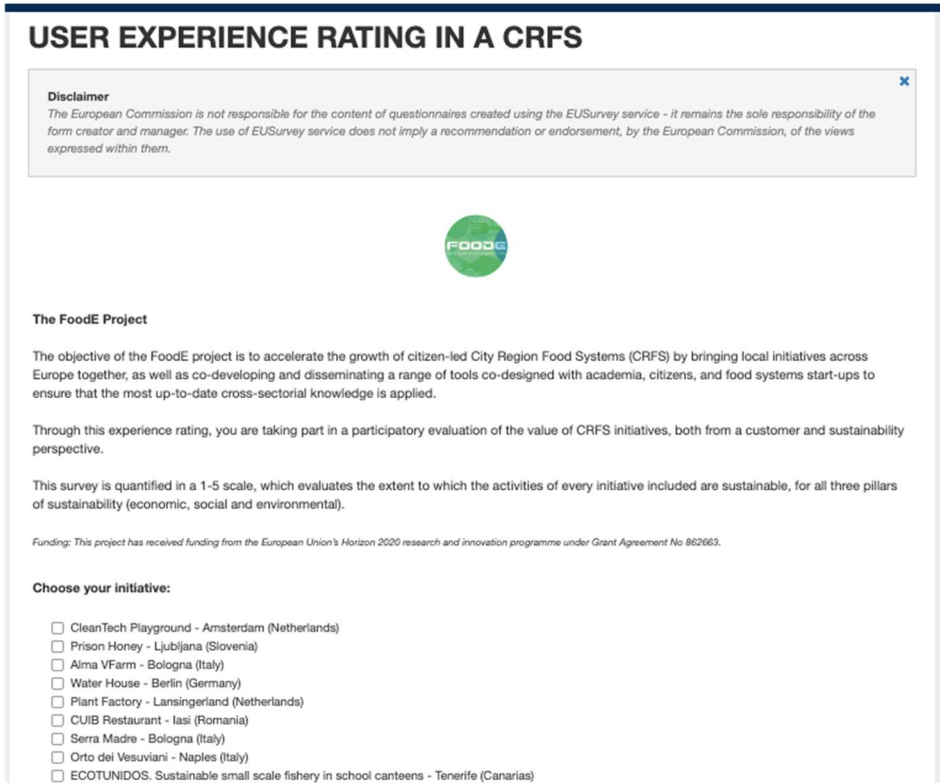 USER EXPERIENCE RATING IN A CRFS
Disclaimer
The European Commission is not responsible for the content of questionnaires created using the EUSurvey service - it remains the sole responsibility of the
form creator and manager. The use of EUSurvey service does not imply a recommendation or endorsement, by the European Commission, of the views
expressed within them.
FOODE
The FoodE Project
The objective of the FoodE project is to accelerate the growth of citizen-led City Region Food Systems (CRFS) by bringing local initiatives across
Europe together, as well as co-developing and disseminating a range of tools co-designed with academia, citizens, and food systems start-ups to
ensure that the most up-to-date cross-sectorial knowledge is applied.
Through this experience rating, you are taking part in a participatory evaluation of the value of CRFS initiatives, both from a customer and sustainability
perspective.
This survey is quantified in a 1-5 scale, which evaluates the extent to which the activities of every initiative included are sustainable, for all three pillars
of sustainability (economic, social and environmental).
Funding: This project has received funding from the European Union's Horizon 2020 research and innovation programme under Grant Agreement No 862663.
Choose your initiative:
CleanTech Playground - Amsterdam (Netherlands)
Prison Honey - Ljubljana (Slovenia)
Alma VFarm - Bologna (Italy)
Water House - Berlin (Germany)
Plant Factory - Lansingerland (Netherlands)
CUIB Restaurant - Iasi (Romania)
Serra Madre - Bologna (Italy)
Orto dei Vesuviani - Naples (Italy)
ECOTUNIDOS. Sustainable small scale fishery in school canteens - Tenerife (Canarias)